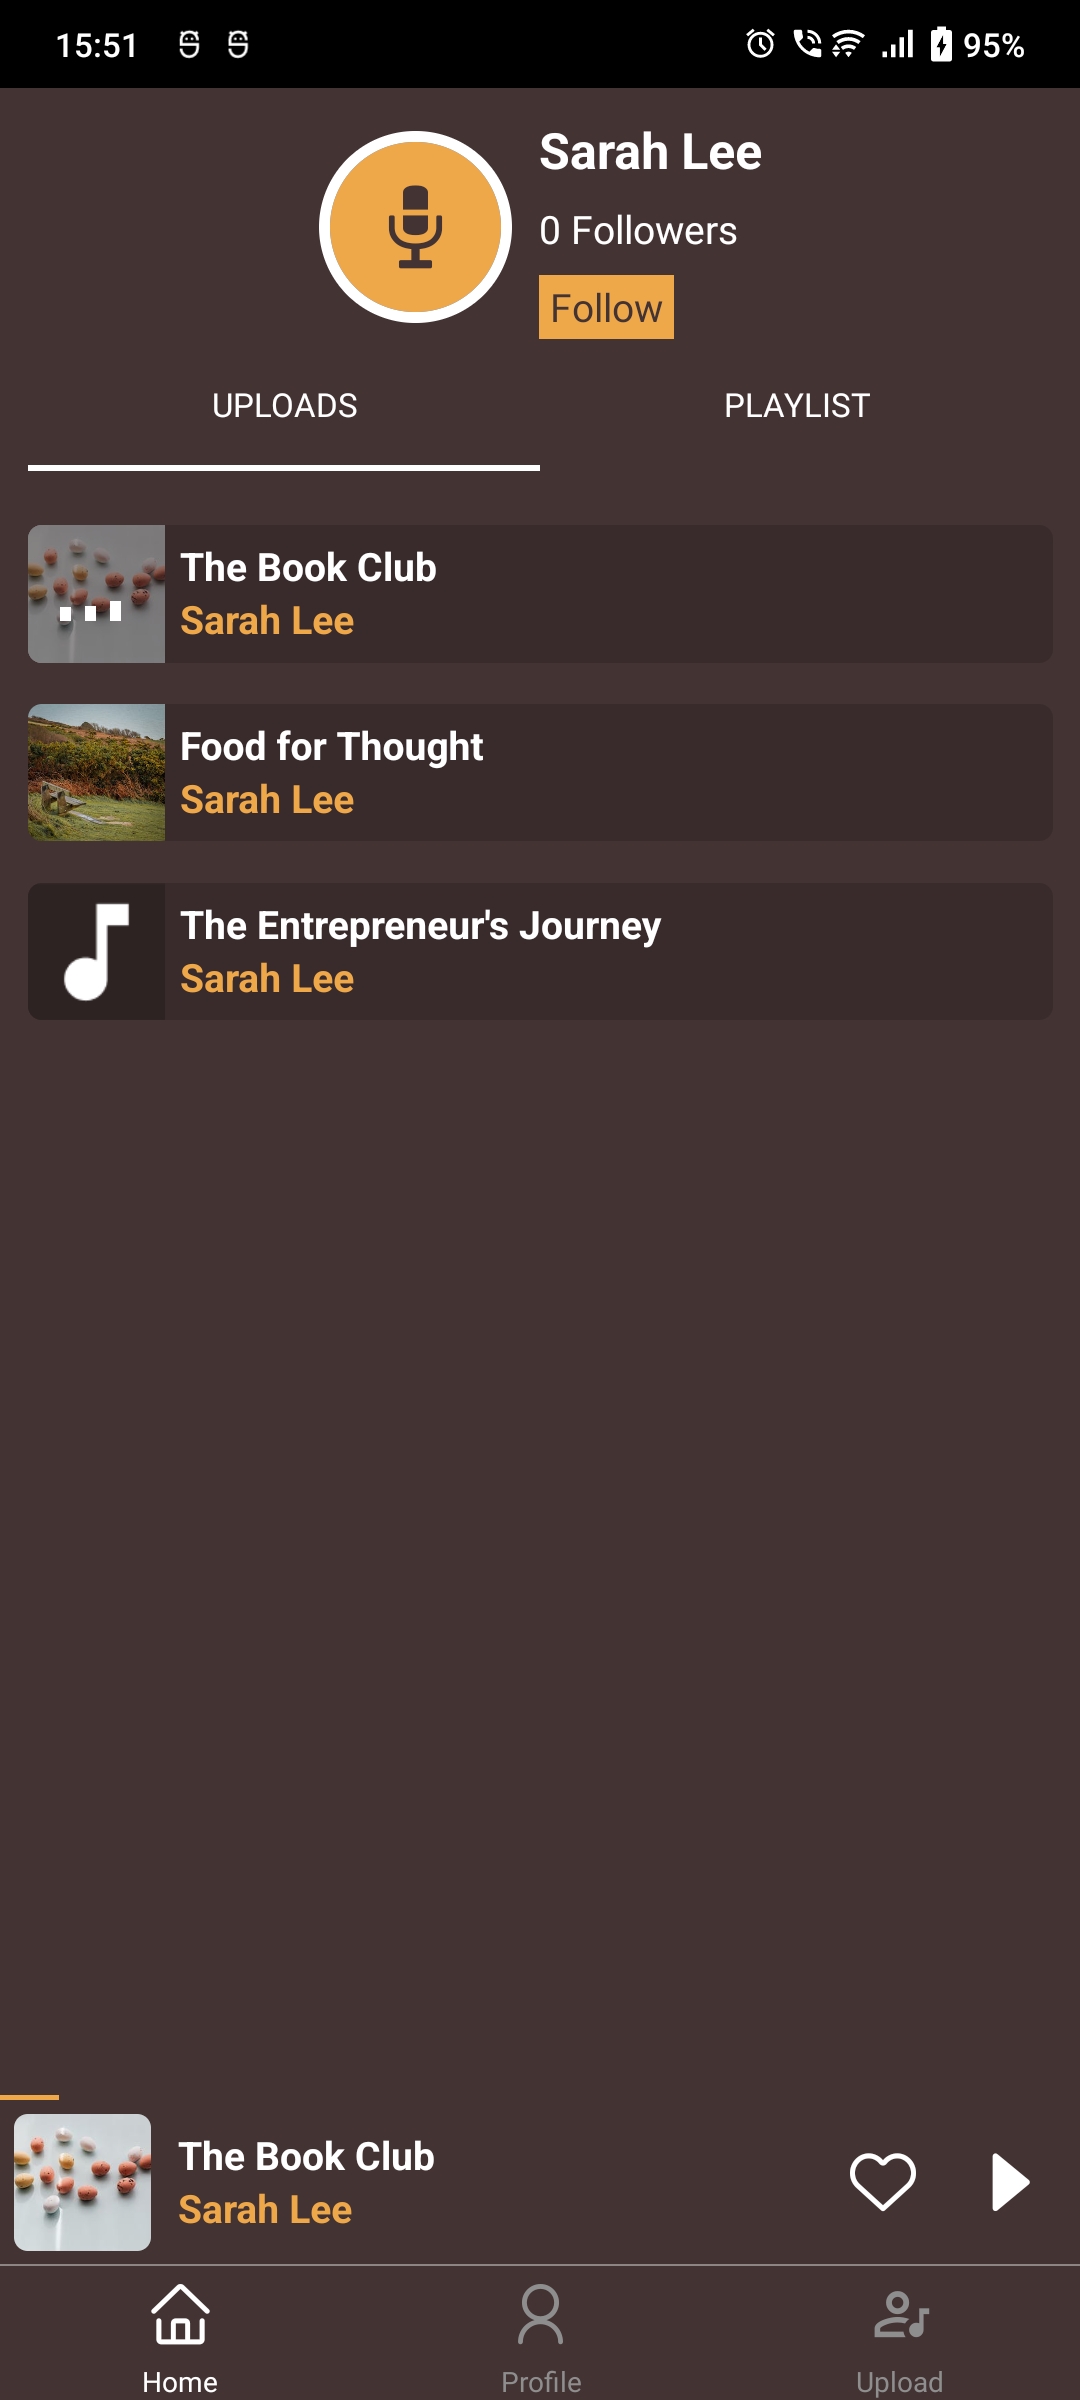 15:51
95%
Sarah Lee
0 Followers
Follow
UPLOADS
PLAYLIST
The Book Club
Sarah Lee
Food for Thought
Sarah Lee
The Entrepreneur's Journey
Sarah Lee
The Book Club
Sarah Lee
Home
Profile
Upload